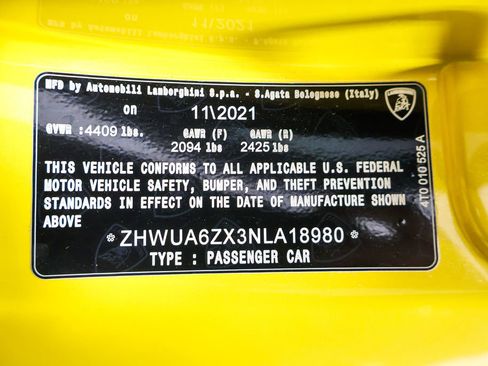 MFD by Automobili Lamborghini S.p.a. - S.Agata Bolognese (Italy)
on 11\2021
GVWR :4409 lbs. GAWR (F) GAWR (R)
2094 lbs 2425 lbs
THIS VEHICLE CONFORMS TO ALL APPLICABLE U.S. FEDERAL
MOTOR VEHICLE SAFETY, BUMPER, AND THEFT PREVENTION
STANDARDS IN EFFECT ON THE DATE OF MANUFACTURE SHOWN
ABOVE
* ZHWUA6ZX3NLA18980 *
TYPE : PASSENGER CAR
4T0 010 525 A